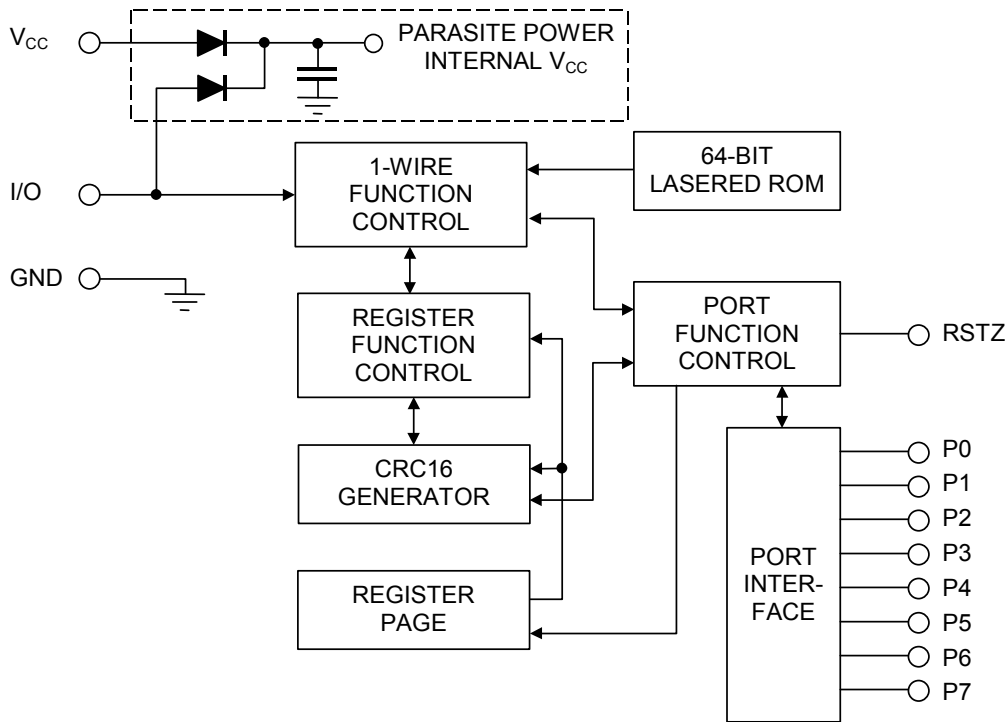 VCC
PARASITE POWER
INTERNAL VCC
1-WIRE
FUNCTION
CONTROL
64-BIT
LASERED ROM
I/O
GND
REGISTER
FUNCTION
CONTROL
PORT
FUNCTION
CONTROL
RSTZ
CRC16
GENERATOR
REGISTER
PAGE
PORT
INTER-
FACE
P0
P1
P2
P3
P4
P5
P6
P7